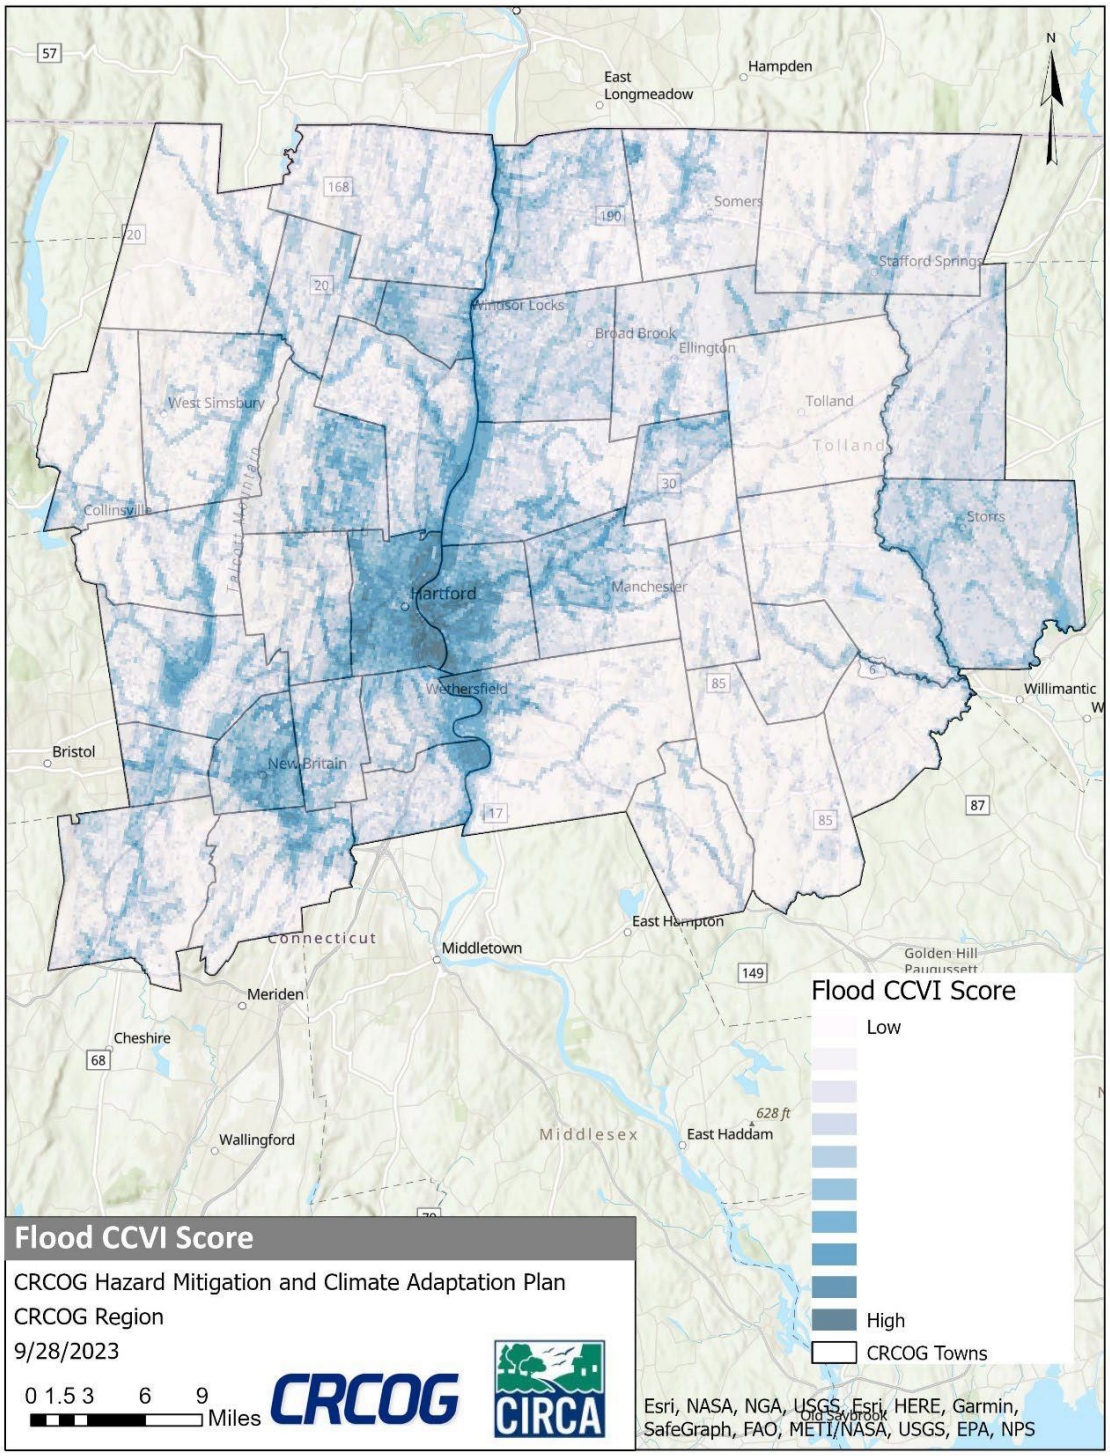 57
N
Hampden
East
Longmeadow
168
190
Somers
20
Stafford Springs
20
Windsor Locks
Broad Brook
Ellington
West Simsbury
Tolland
Tolland
Talcott Mountain
30
Collinsville
Storrs
Hartford
Manchester
6
85
Wethersfield
Willimantic
W
Bristol
New Britain
17
85
87
East Hampton
Connecticut
Middletown
Golden Hill
Paugussett
149
Flood CCVI Score
Low
Meriden
Cheshire
68
628 ft
Middlesex
East Haddam
Wallingford
High
CRCOG Towns
Flood CCVI Score
CRCOG Hazard Mitigation and Climate Adaptation Plan
CRCOG Region
9/28/2023
0 1.5 3 6 9
Miles
CRCOG
CIRCA
Old Saybrook
Esri, NASA, NGA, USGS, Esri, HERE, Garmin,
SafeGraph, FAO, METI/NASA, USGS, EPA, NPS